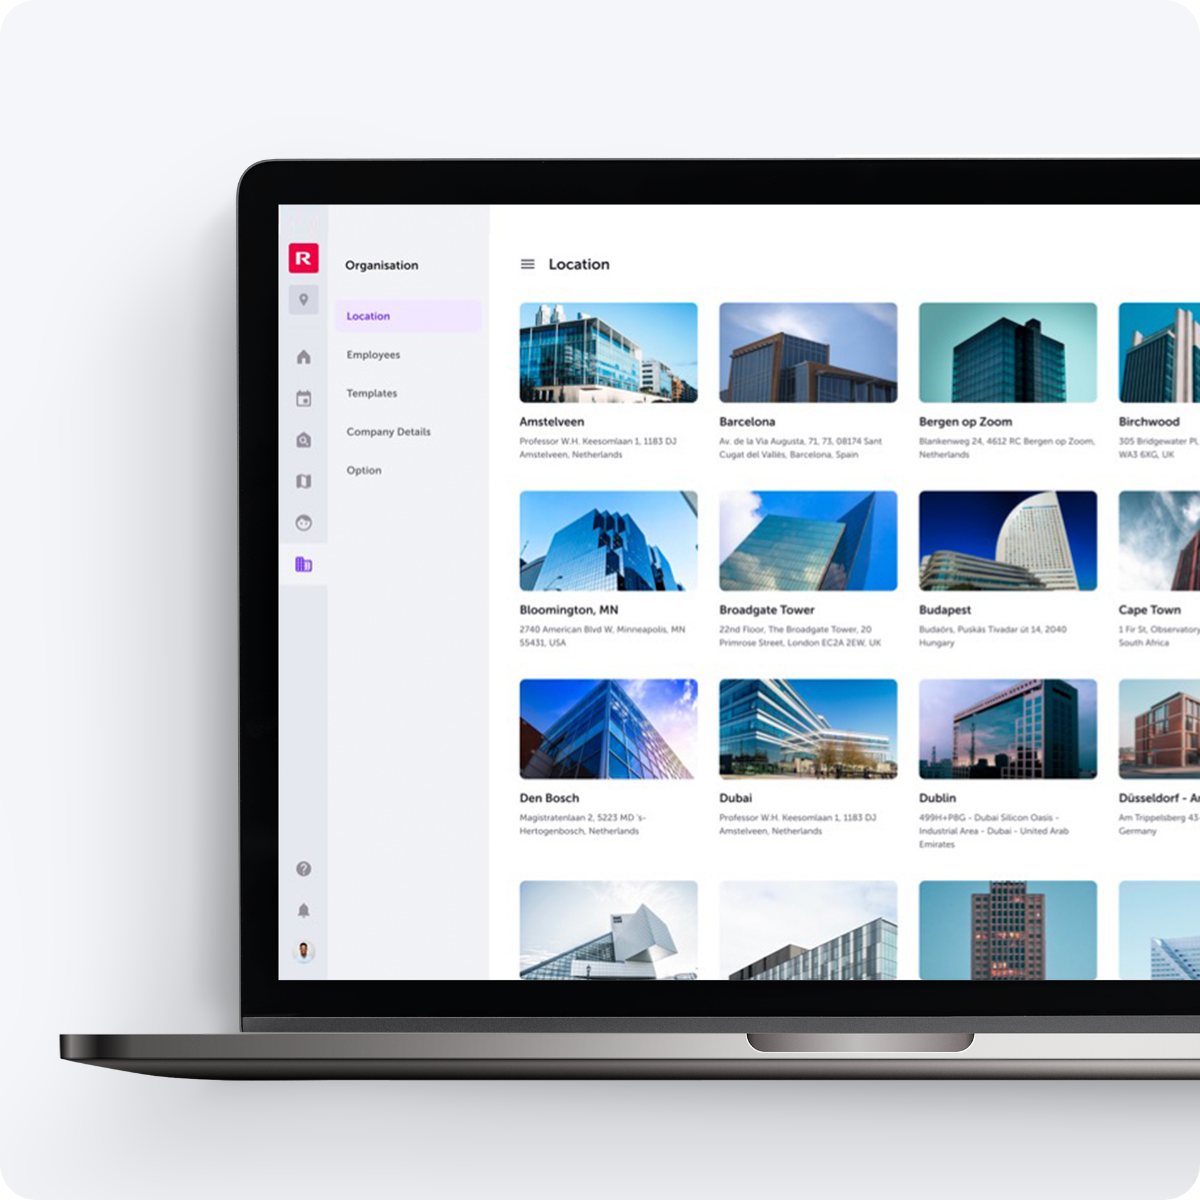 R
Organisation
Location
Employees
Templates
Company Details
Option
Location
Amstelveen
Professor W.H. Keesomlaan 1, 1183 DJ
Amstelveen, Netherlands
Barcelona
Av. de la Via Augusta, 71, 73, 08174 Sant
Cugat del Vallès, Barcelona, Spain
Bergen op Zoom
Blankenweg 24, 4612 RC Bergen op Zoom,
Netherlands
Birchwood
305 Bridgewater Pl,
WA3 6XG, UK
Bloomington, MN
2740 American Blvd W, Minneapolis, MN
55431, USA
Broadgate Tower
22nd Floor, The Broadgate Tower, 20
Primrose Street, London EC2A 2EW, UK
Budapest
Budaörs, Puskás Tivadar út 14, 2040
Hungary
Cape Town
1 Fir St, Observatory
South Africa
Den Bosch
Magistratenlaan 2, 5223 MD 's-
Hertogenbosch, Netherlands
Dubai
Professor W.H. Keesomlaan 1, 1183 DJ
Amstelveen, Netherlands
Dublin
499H+P8G - Dubai Silicon Oasis -
Industrial Area - Dubai - United Arab
Emirates
Düsseldorf - A
Am Trippelsberg 43
Germany